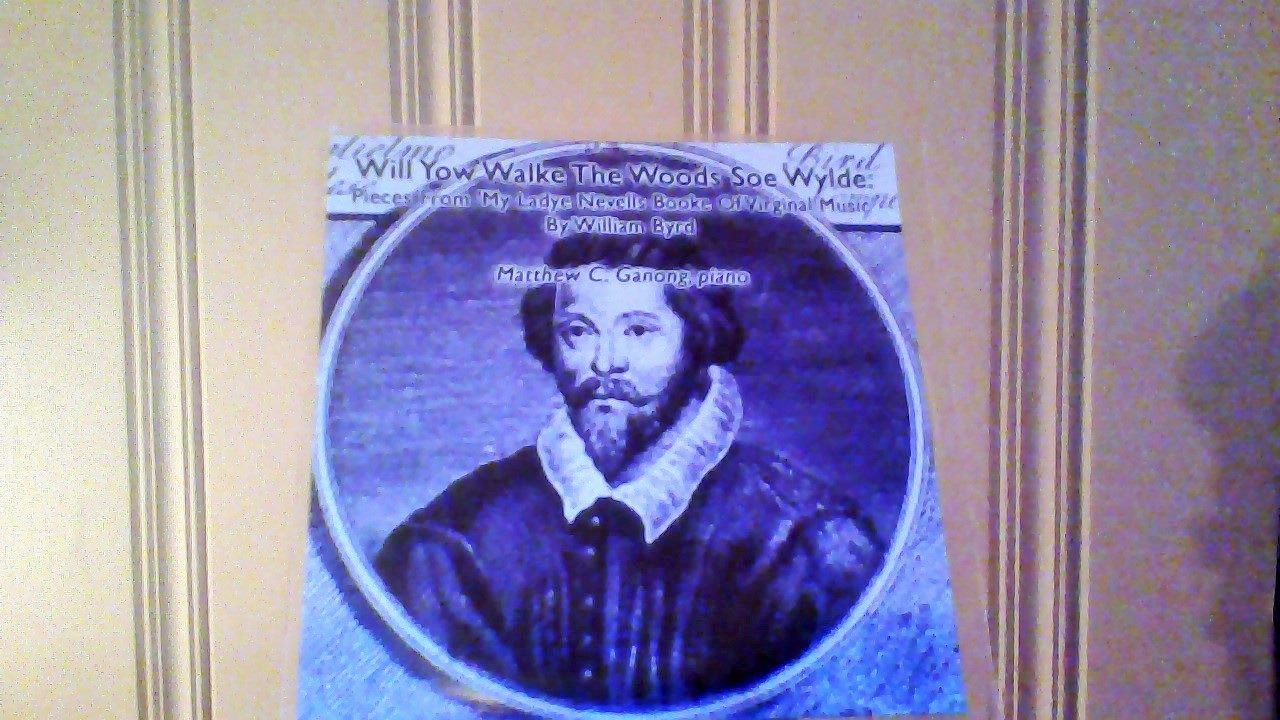 Will Yow Walke The Woods Soe Wylde:
Pieces From 'My Ladye Nevells Booke Of Virginal Music'
By William Byrd
Matthew C. Ganong, piano
Byrd